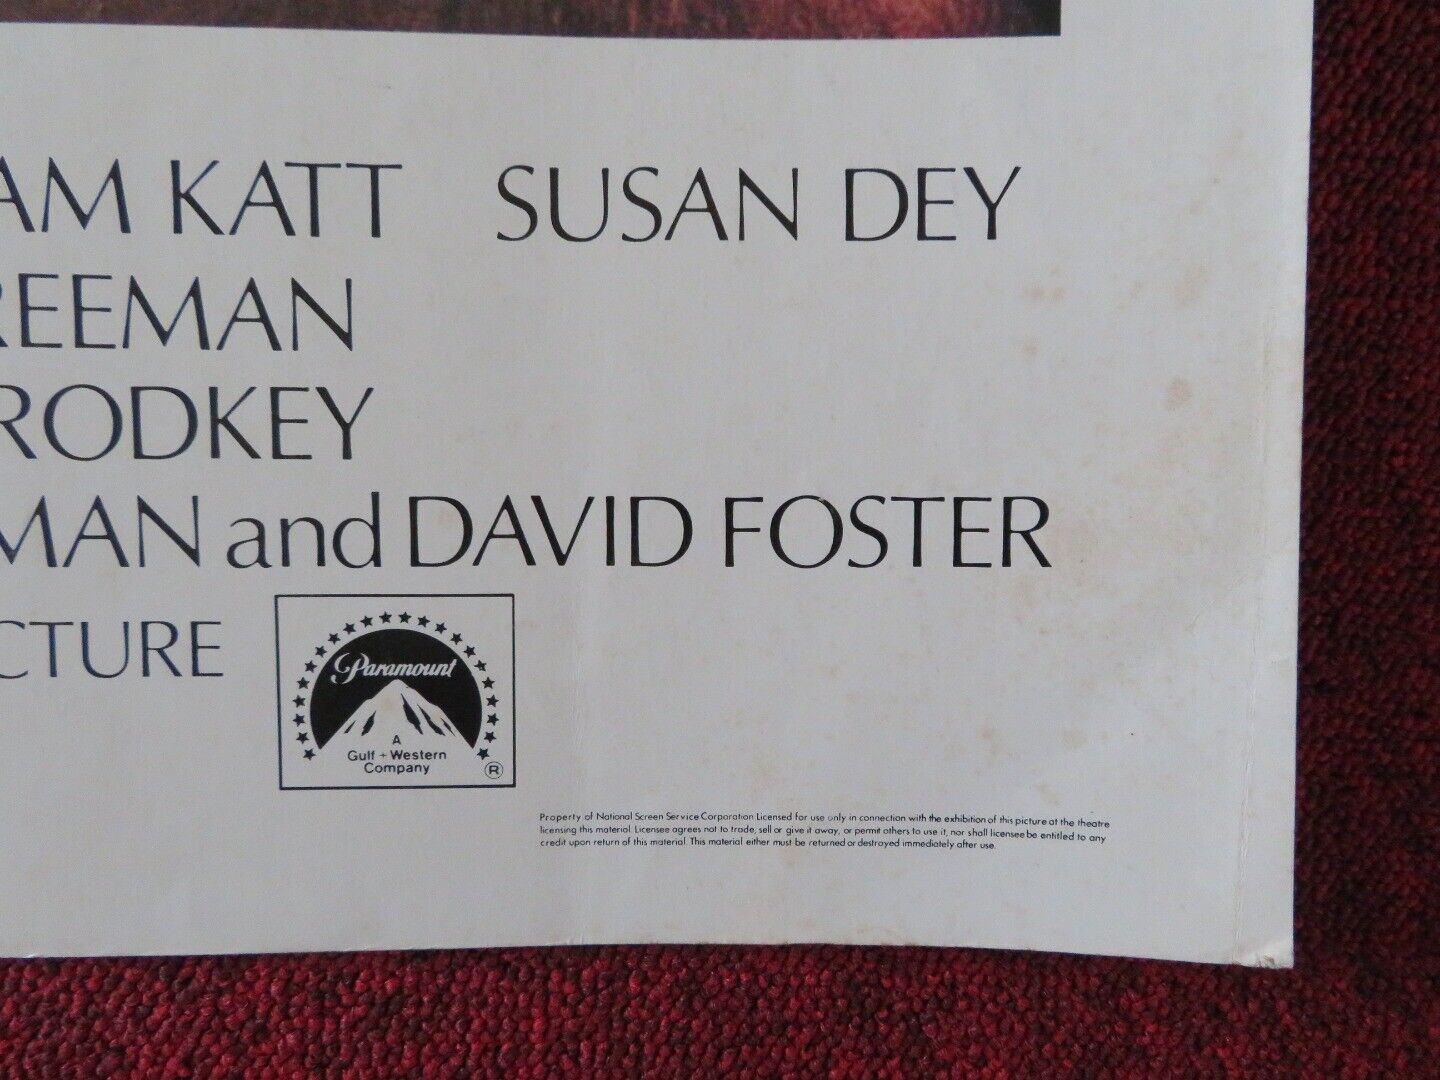 AM KATT SUSAN DEY
REEMAN
RODKEY
MAN and DAVID FOSTER
CTURE
Paramount
A
Gulf + Western
Company
®
Property of National Screen Service Corporation Licensed for use only in connection with the exhibition of this picture at the theatre
licensing this material. Licensee agrees not to trade, sell or give it away, or permit others to use it, nor shall licensee be entitled to any
credit upon return of this material. This material either must be returned or destroyed immediately after use.